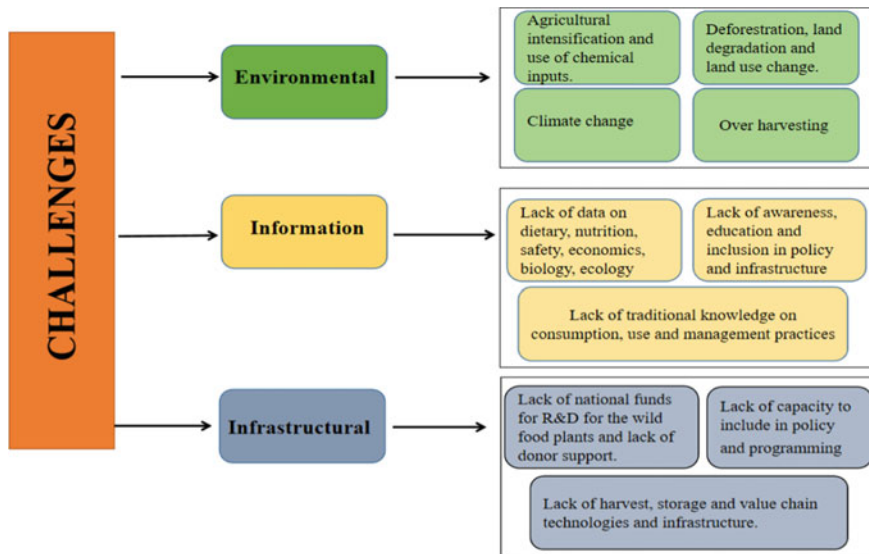 CHALLENGES
Environmental
Agricultural
intensification and
use of chemical
inputs.
Deforestration, land
degradation and
land use change.
Climate change
Over harvesting
Information
Lack of data on
dietary, nutrition,
safety, economics,
biology, ecology
Lack of awareness,
education and
inclusion in policy
and infrastructure
Lack of traditional knowledge on
consumption, use and management practices
Infrastructural
Lack of national funds
for R&D for the wild
food plants and lack of
donor support.
Lack of capacity to
include in policy
and programming
Lack of harvest, storage and value chain
technologies and infrastructure.